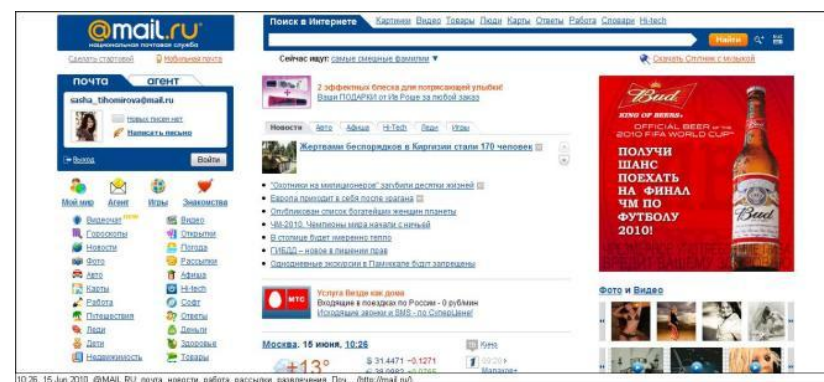 @mail.ru
национальная почтовая служба
Поиск в Интернете Картинки Видео Товары Люди Карты Ответы Работа Словари Hi-tech
Найти
Сделать стартовой Мобильная почта
Сейчас ищут: самые смешные фамилии ▼
Скачать Спутник с музыкой
почта агент
sasha_tihomirova@mail.ru
Новых писем нет
Написать письмо
Выход Войти
Мой мир Агент Игры Знакомства
Видеочат Видео
Гороскопы Открытки
Новости Погода
Фото Рассылки
Авто Афиша
Карты Hi-tech
Работа Софт
Путешествия Ответы
Леди Деньги
Дети Здоровье
Недвижимость Товары
2 эффектных блеска для потрясающей улыбки!
Ваши ПОДАРКИ от Ив Роше за любой заказ
Новости Авто Афиша Hi-Tech Леди Игры
Жертвами беспорядков в Киргизии стали 170 человек
"Охотники на милиционеров" загубили десятки жизней
Европа приходит в себя после урагана
Опубликован список богатейших женщин планеты
ЧМ-2010. Чемпионы мира начали с ничьей
В столице будет умеренно тепло
ГИБДД – новое в лишении прав
Однодневные экскурсии в Памуккале будут запрещены
МТС
Услуга Везде как дома
Входящие в поездках по России - 0 руб/мин
Исходящие звонки и SMS - по СуперЦене!
Москва, 15 июня, 10:26
Кино
+13°
$ 31.4471 -0.1271
Bud
KING OF BEERS
OFFICIAL BEER OF THE
2010 FIFA WORLD CUP
ПОЛУЧИ
ШАНС
ПОЕХАТЬ
НА ФИНАЛ
ЧМ ПО
ФУТБОЛУ
2010!
Bud
Фото и Видео
10:26, 15 Jun 2010, @MAIL.RU: почта, новости, работа, рассылки, развлечения. Поч... (http://mail.ru/)